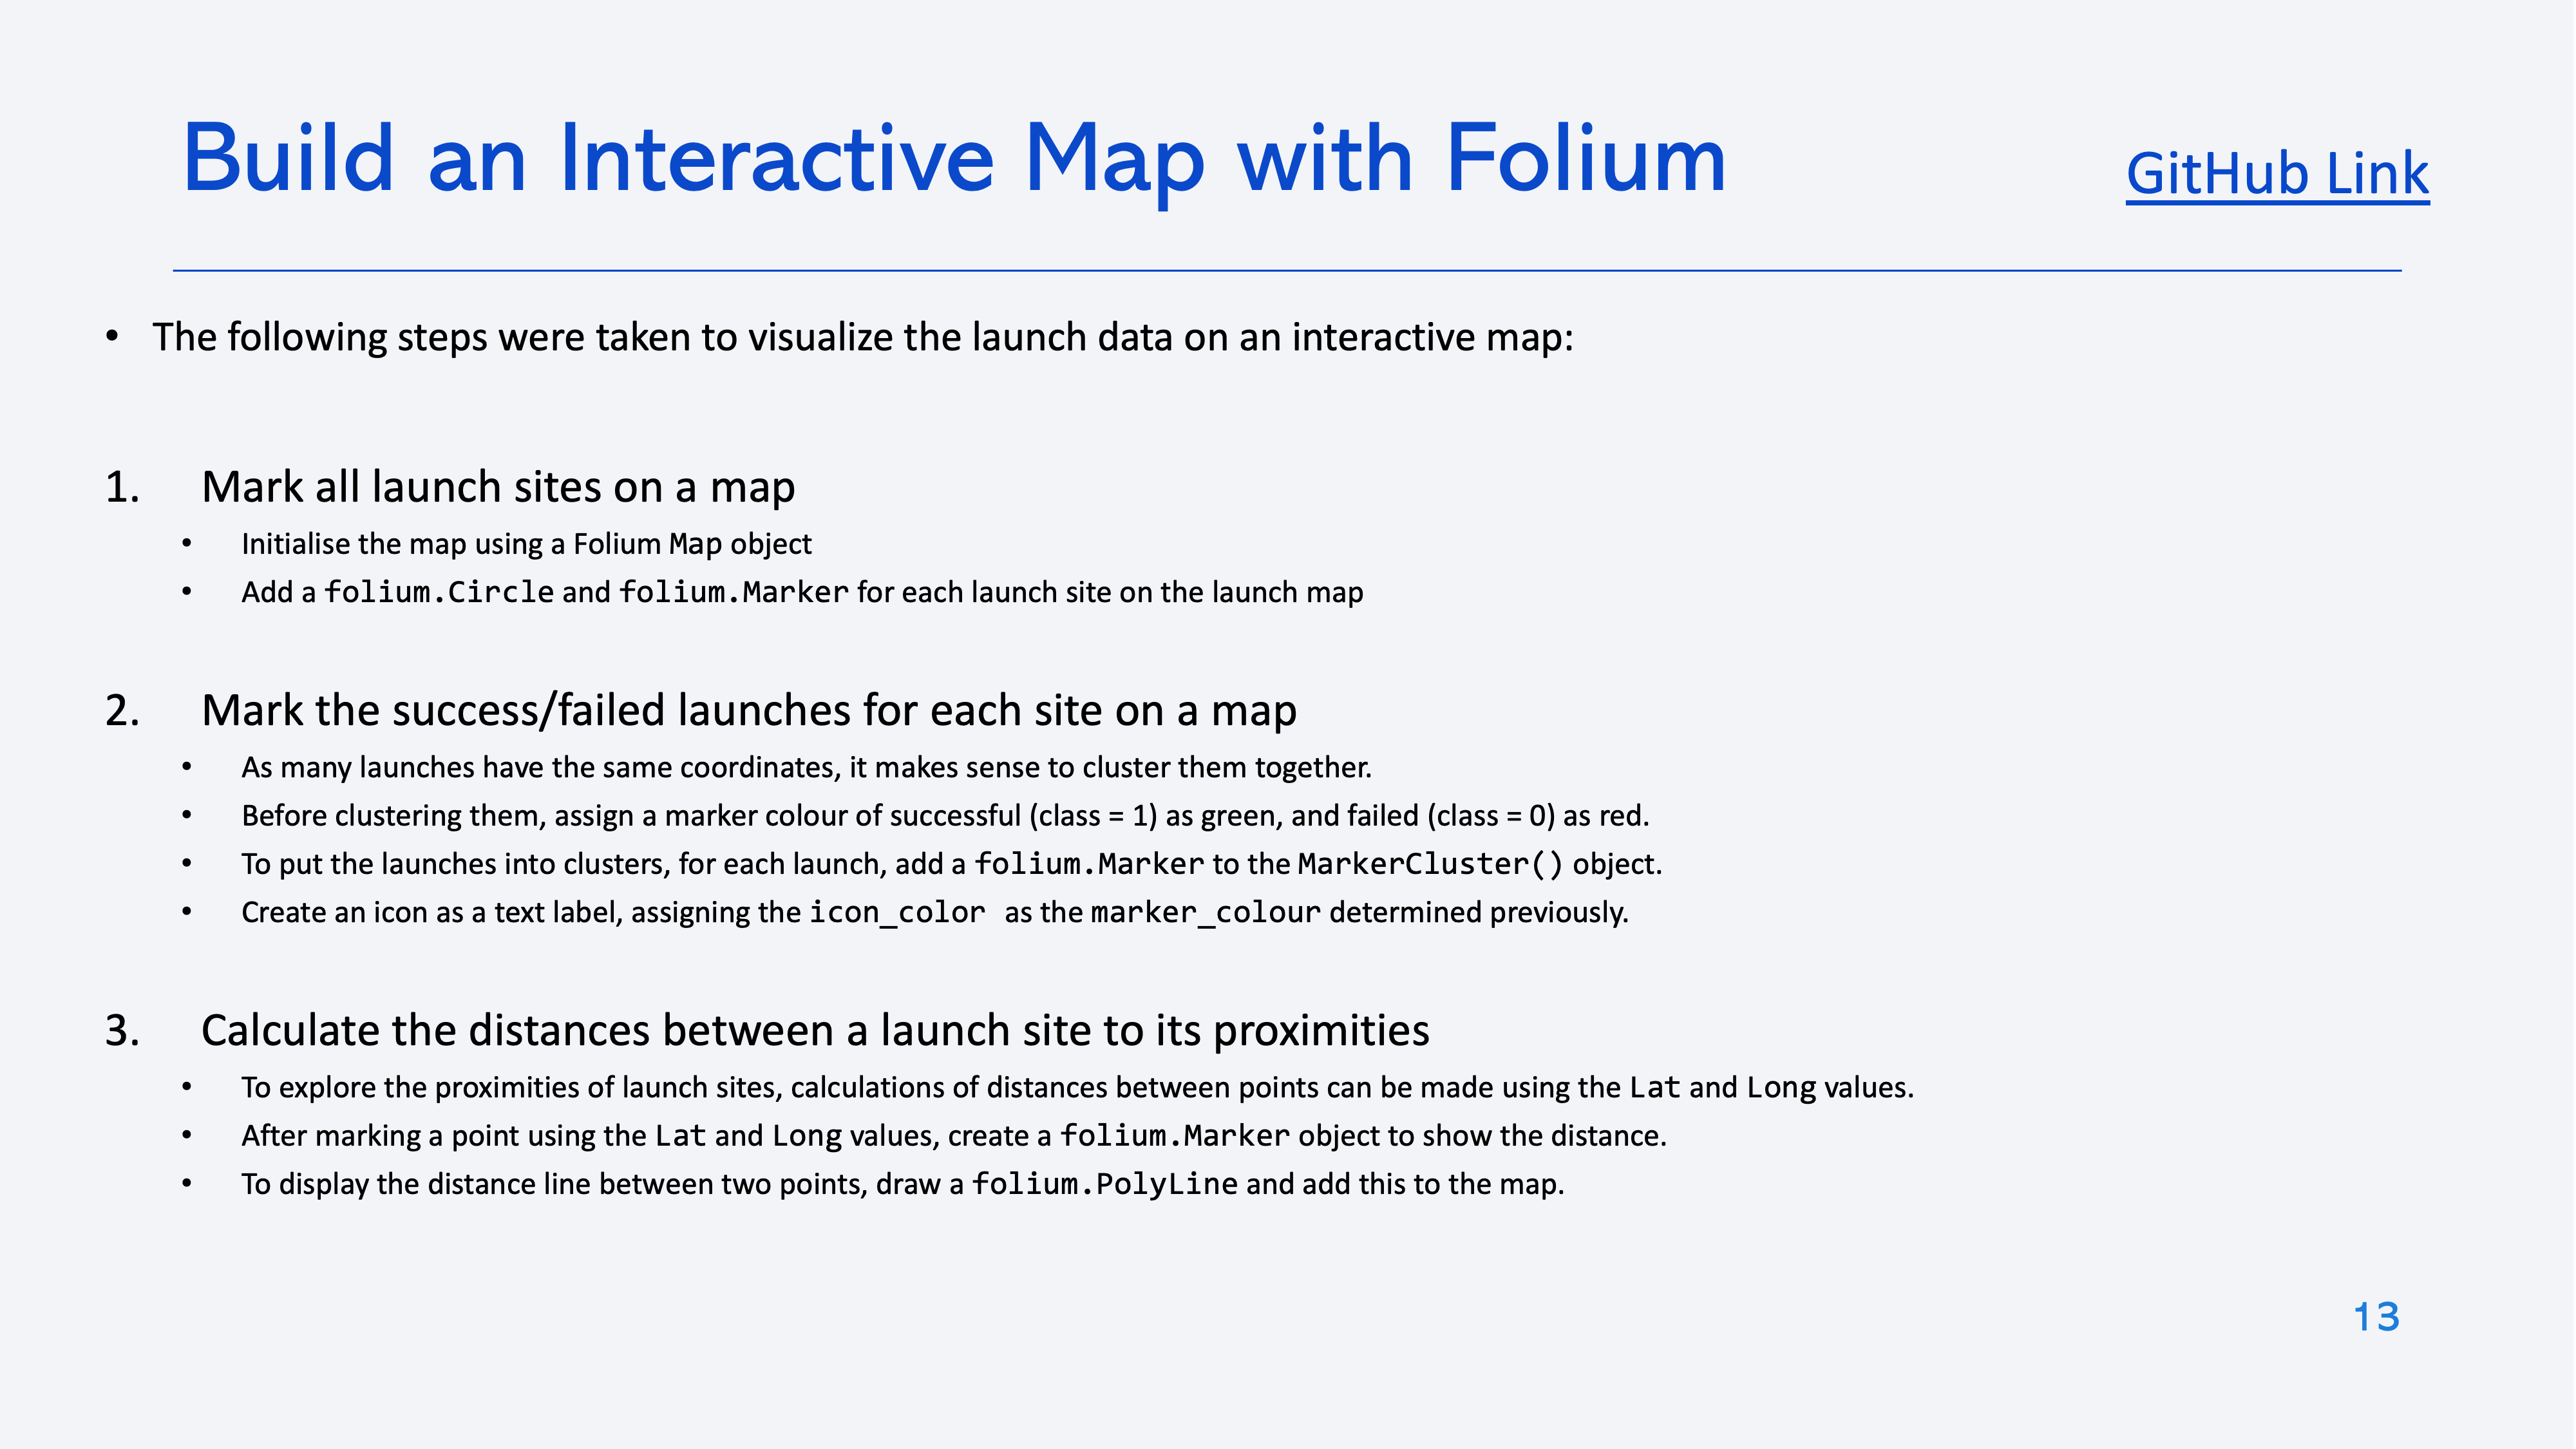 Build an Interactive Map with Folium
GitHub Link
• The following steps were taken to visualize the launch data on an interactive map:
1. Mark all launch sites on a map
• Initialise the map using a Folium Map object
• Add a folium.Circle and folium.Marker for each launch site on the launch map
2. Mark the success/failed launches for each site on a map
• As many launches have the same coordinates, it makes sense to cluster them together.
• Before clustering them, assign a marker colour of successful (class = 1) as green, and failed (class = 0) as red.
• To put the launches into clusters, for each launch, add a folium.Marker to the MarkerCluster() object.
• Create an icon as a text label, assigning the icon_color as the marker_colour determined previously.
3. Calculate the distances between a launch site to its proximities
• To explore the proximities of launch sites, calculations of distances between points can be made using the Lat and Long values.
• After marking a point using the Lat and Long values, create a folium.Marker object to show the distance.
• To display the distance line between two points, draw a folium.PolyLine and add this to the map.
13